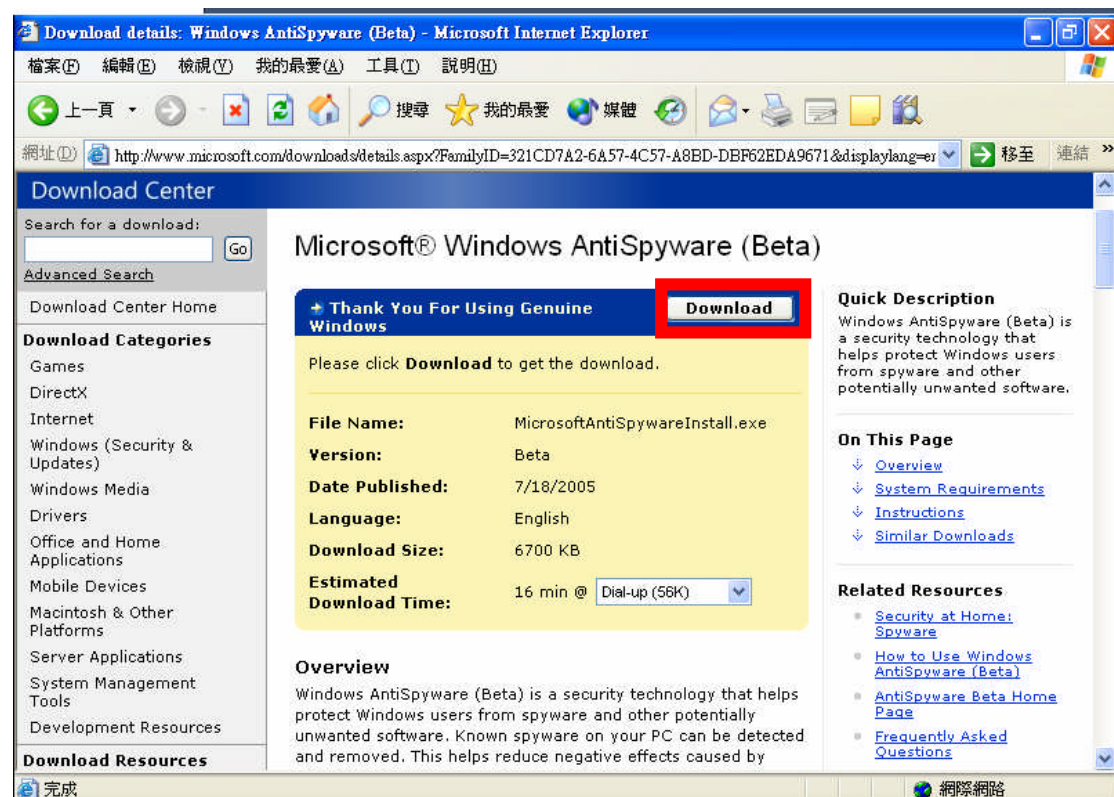 Download details: Windows AntiSpyware (Beta) - Microsoft Internet Explorer
檔案(F) 編輯(E) 檢視(V) 我的最愛(A) 工具(T) 說明(H)
上一頁 搜尋 我的最愛 媒體
網址(D) http://www.microsoft.com/downloads/details.aspx?FamilyID=321CD7A2-6A57-4C57-A8BD-DBF62EDA9671&displaylang=er 移至 連結 »
Download Center
Search for a download:
Go
Advanced Search
Download Center Home
Download Categories
Games
DirectX
Internet
Windows (Security &
Updates)
Windows Media
Drivers
Office and Home
Applications
Mobile Devices
Macintosh & Other
Platforms
Server Applications
System Management
Tools
Development Resources
Download Resources
Microsoft® Windows AntiSpyware (Beta)
Thank You For Using Genuine
Windows
Download
Please click Download to get the download.
File Name: MicrosoftAntiSpywareInstall.exe
Version: Beta
Date Published: 7/18/2005
Language: English
Download Size: 6700 KB
Estimated
Download Time: 16 min @ Dial-up (56K)
Overview
Windows AntiSpyware (Beta) is a security technology that helps
protect Windows users from spyware and other potentially
unwanted software. Known spyware on your PC can be detected
and removed. This helps reduce negative effects caused by
Quick Description
Windows AntiSpyware (Beta) is
a security technology that
helps protect Windows users
from spyware and other
potentially unwanted software.
On This Page
Overview
System Requirements
Instructions
Similar Downloads
Related Resources
Security at Home:
Spyware
How to Use Windows
AntiSpyware (Beta)
AntiSpyware Beta Home
Page
Frequently Asked
Questions
完成 網際網路